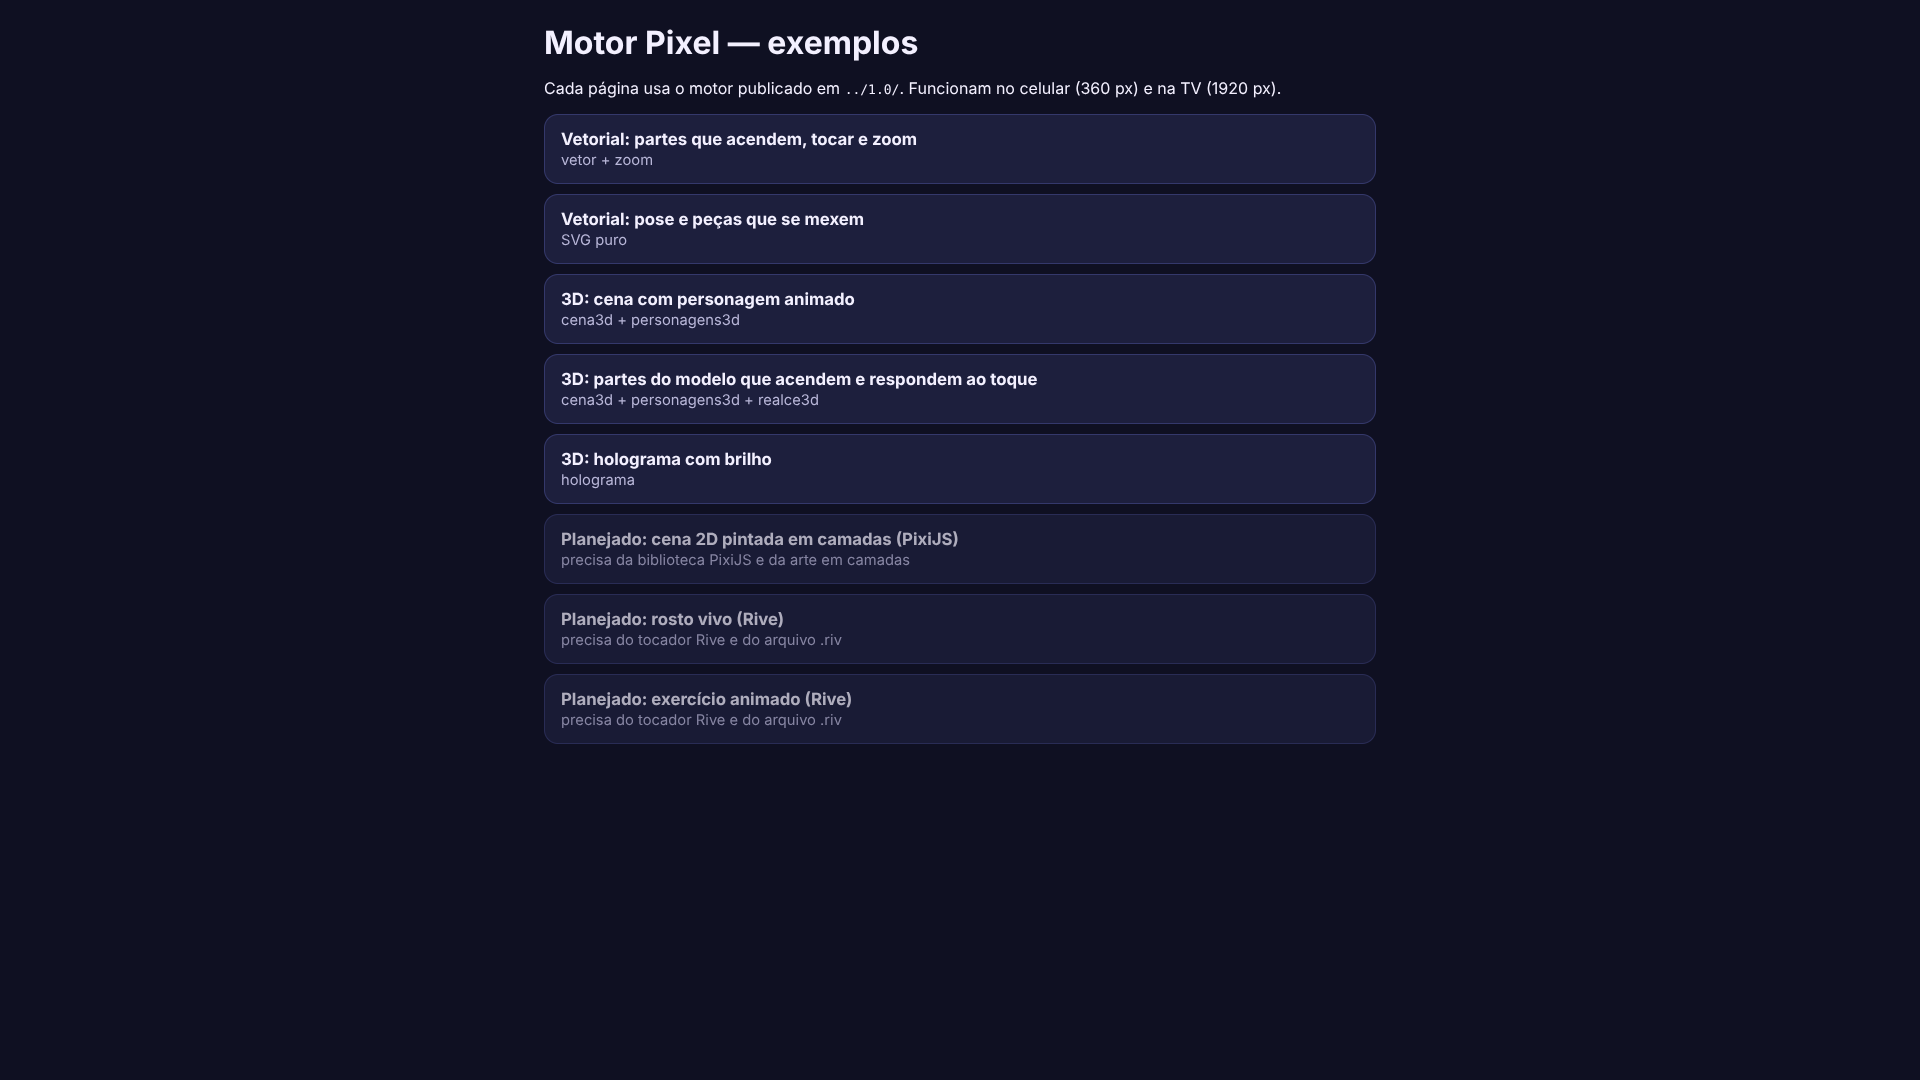 Motor Pixel — exemplos
Cada página usa o motor publicado em ../1.0/. Funcionam no celular (360 px) e na TV (1920 px).
Vetorial: partes que acendem, tocar e zoom
vetor + zoom
Vetorial: pose e peças que se mexem
SVG puro
3D: cena com personagem animado
cena3d + personagens3d
3D: partes do modelo que acendem e respondem ao toque
cena3d + personagens3d + realce3d
3D: holograma com brilho
holograma
Planejado: cena 2D pintada em camadas (PixiJS)
precisa da biblioteca PixiJS e da arte em camadas
Planejado: rosto vivo (Rive)
precisa do tocador Rive e do arquivo .riv
Planejado: exercício animado (Rive)
precisa do tocador Rive e do arquivo .riv